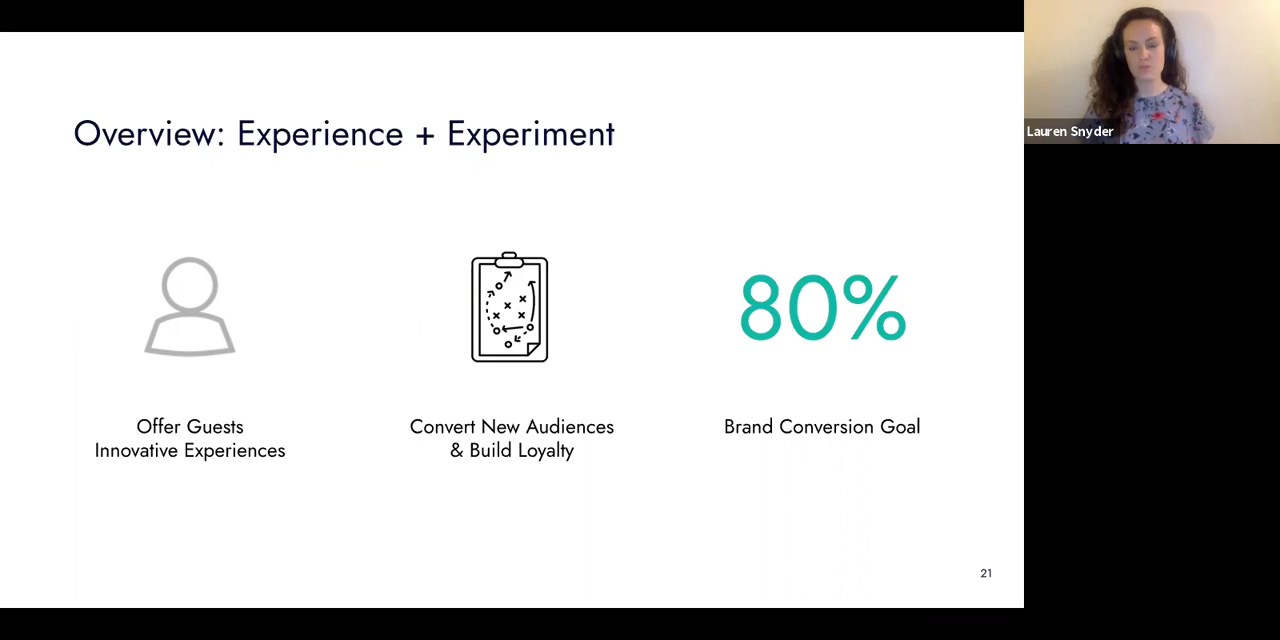 Overview: Experience + Experiment
80%
Offer Guests
Innovative Experiences
Convert New Audiences
& Build Loyalty
Brand Conversion Goal
21
Lauren Snyder